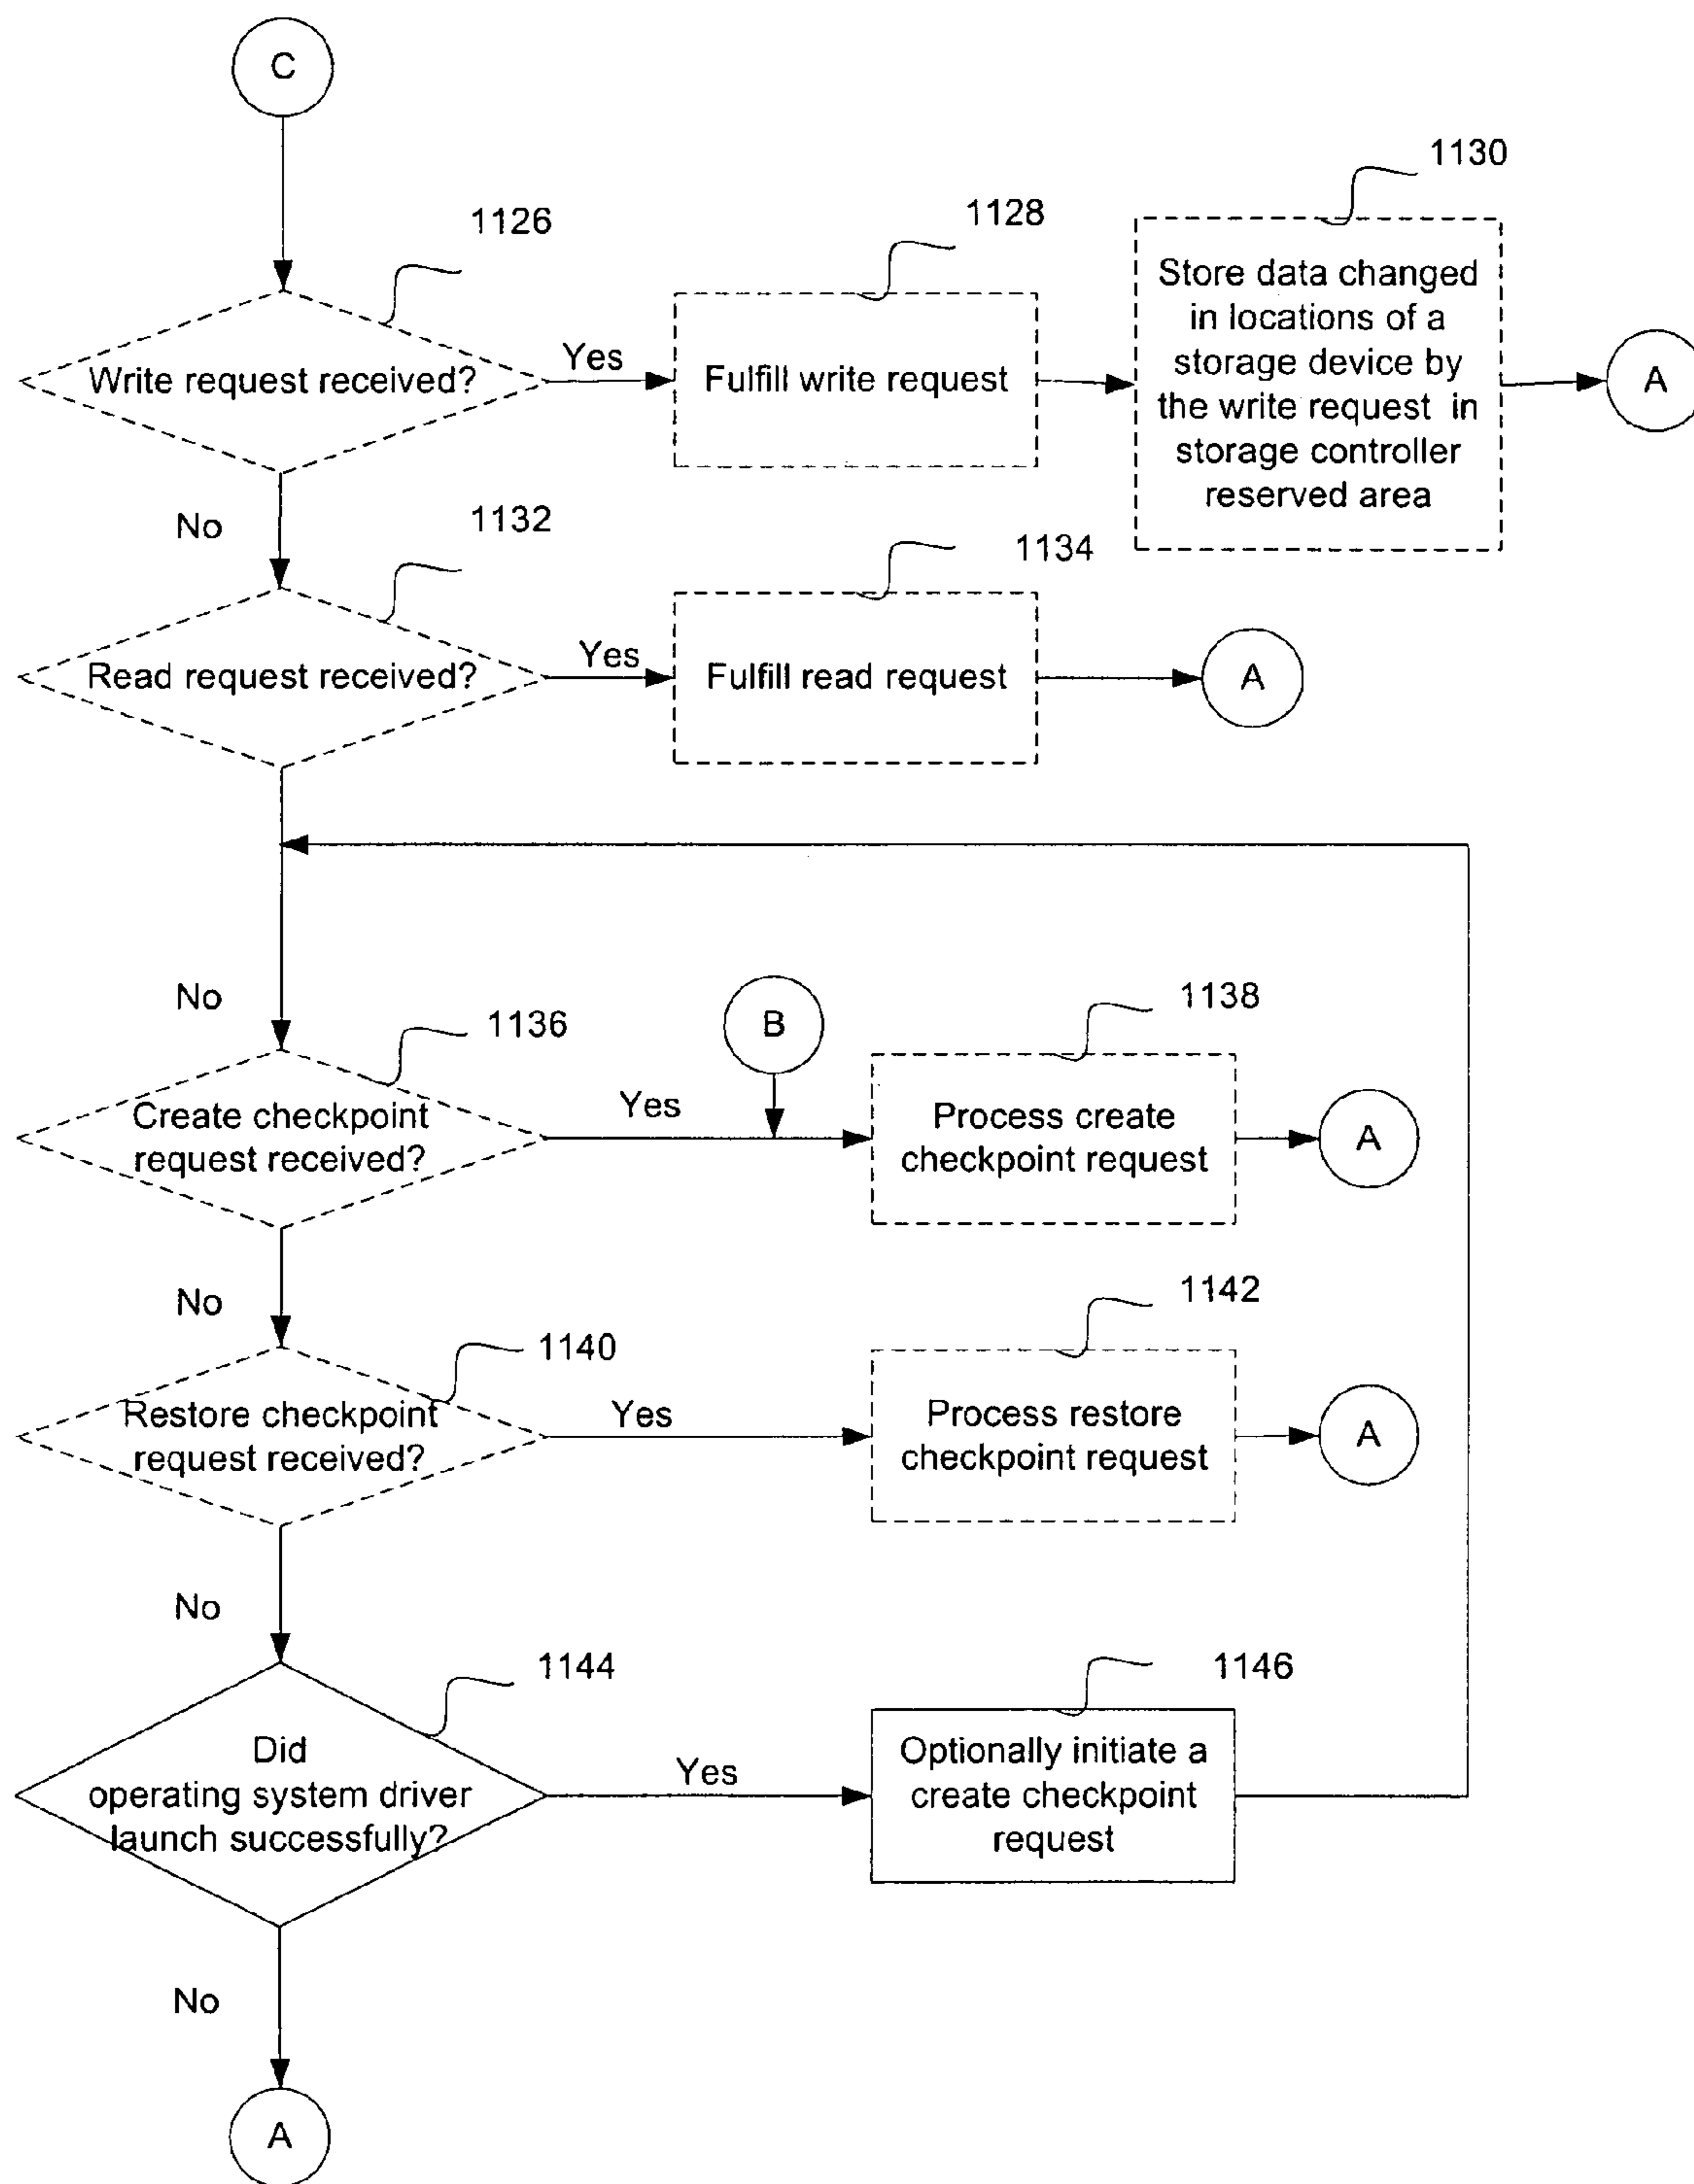 C
1126
Write request received?
Yes
1128
Fulfill write request
1130
Store data changed
in locations of a
storage device by
the write request in
storage controller
reserved area
A
No
1132
Read request received?
Yes
1134
Fulfill read request
A
No
1136
Create checkpoint
request received?
Yes
B
1138
Process create
checkpoint request
A
No
1140
Restore checkpoint
request received?
Yes
1142
Process restore
checkpoint request
A
No
1144
Did
operating system driver
launch successfully?
Yes
1146
Optionally initiate a
create checkpoint
request
No
A